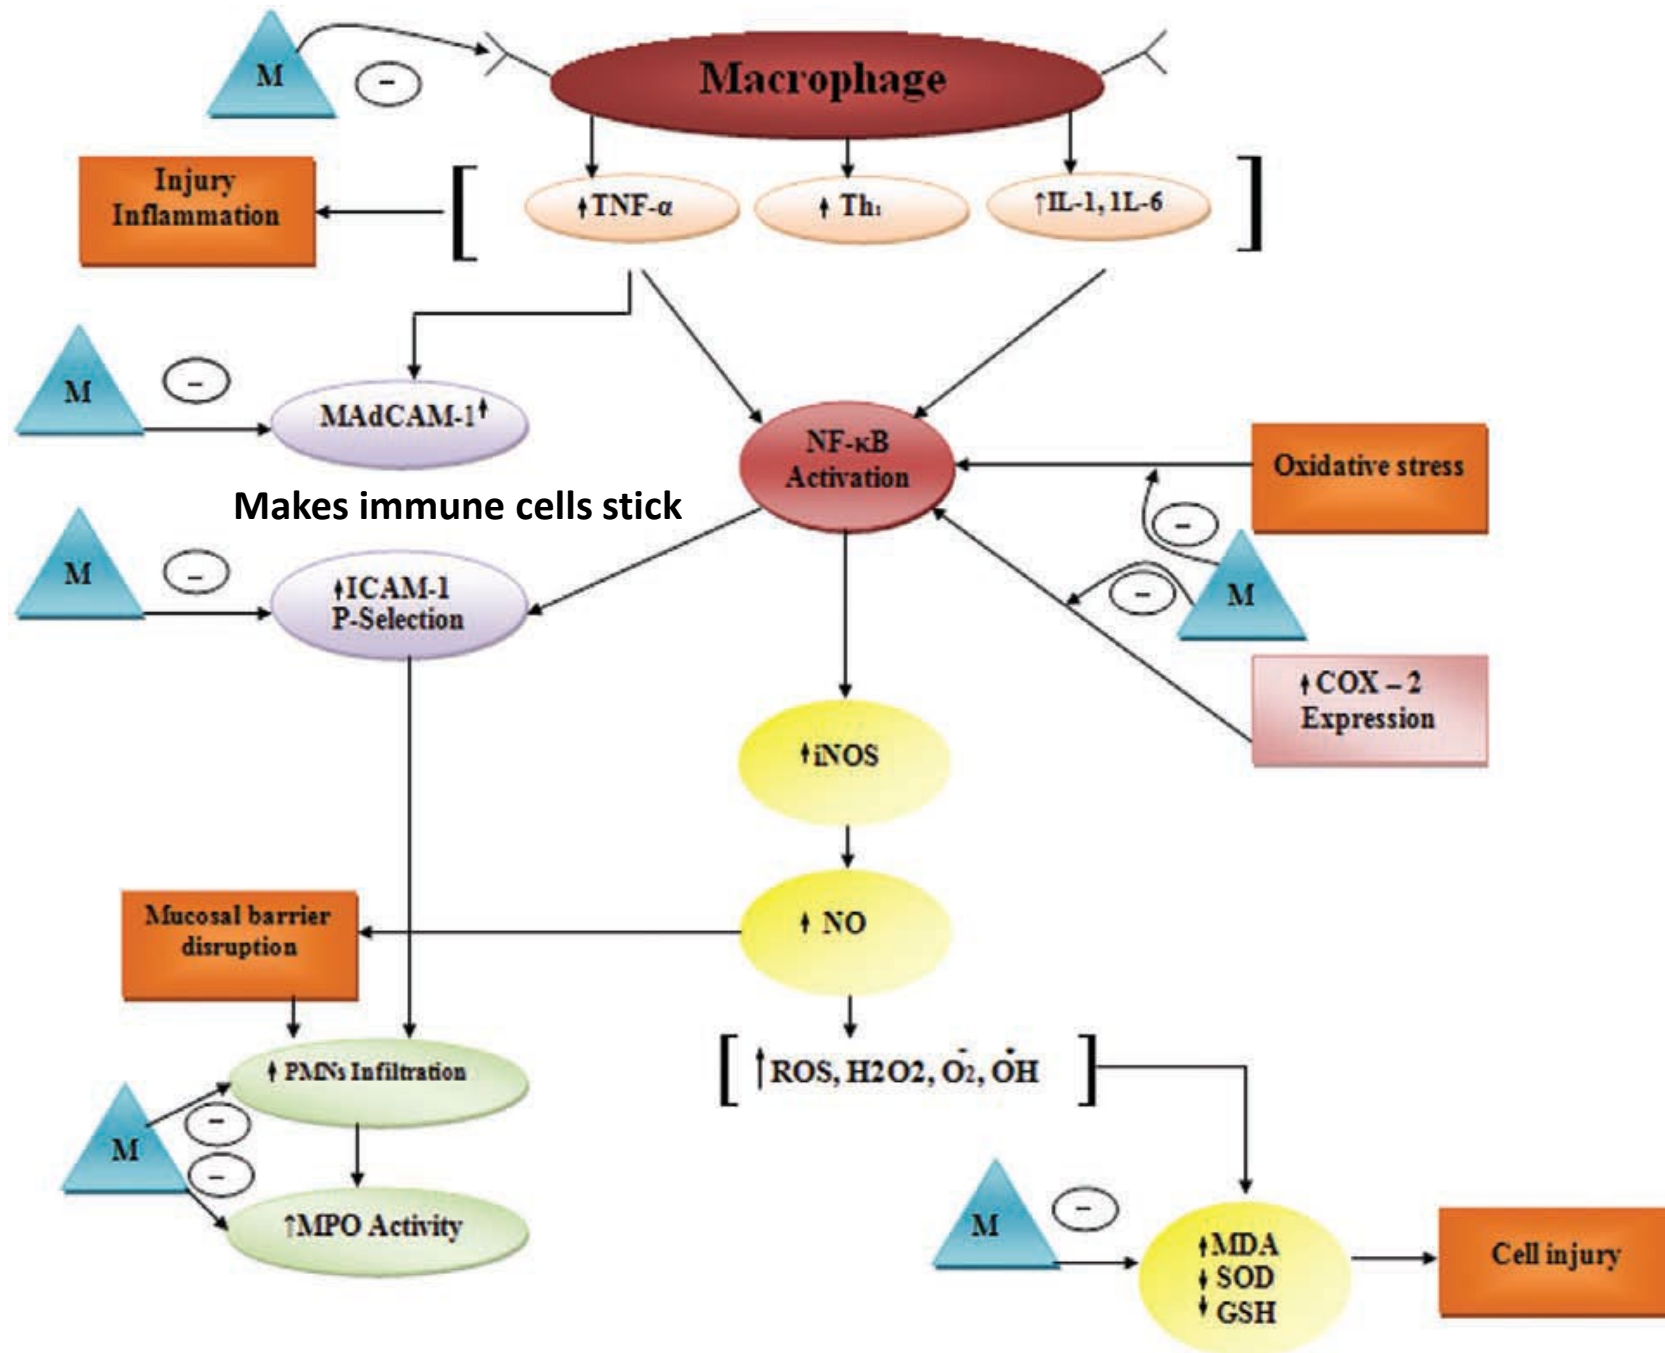 M
−
Macrophage
Injury
Inflammation
[
↑TNF-α
↑ Th₁
↑IL-1, 1L-6
]
M
−
MAdCAM-1↑
NF-κB
Activation
Oxidative stress
Makes immune cells stick
M
−
↑ICAM-1
P-Selection
−
−
M
↑COX – 2
Expression
↑iNOS
Mucosal barrier
disruption
↑ NO
↑ PMNs Infiltration
[ ↑ROS, H2O2, O₂⁻, •OH ]
M
−
−
↑MPO Activity
M
−
↑MDA
↓SOD
↓GSH
Cell injury